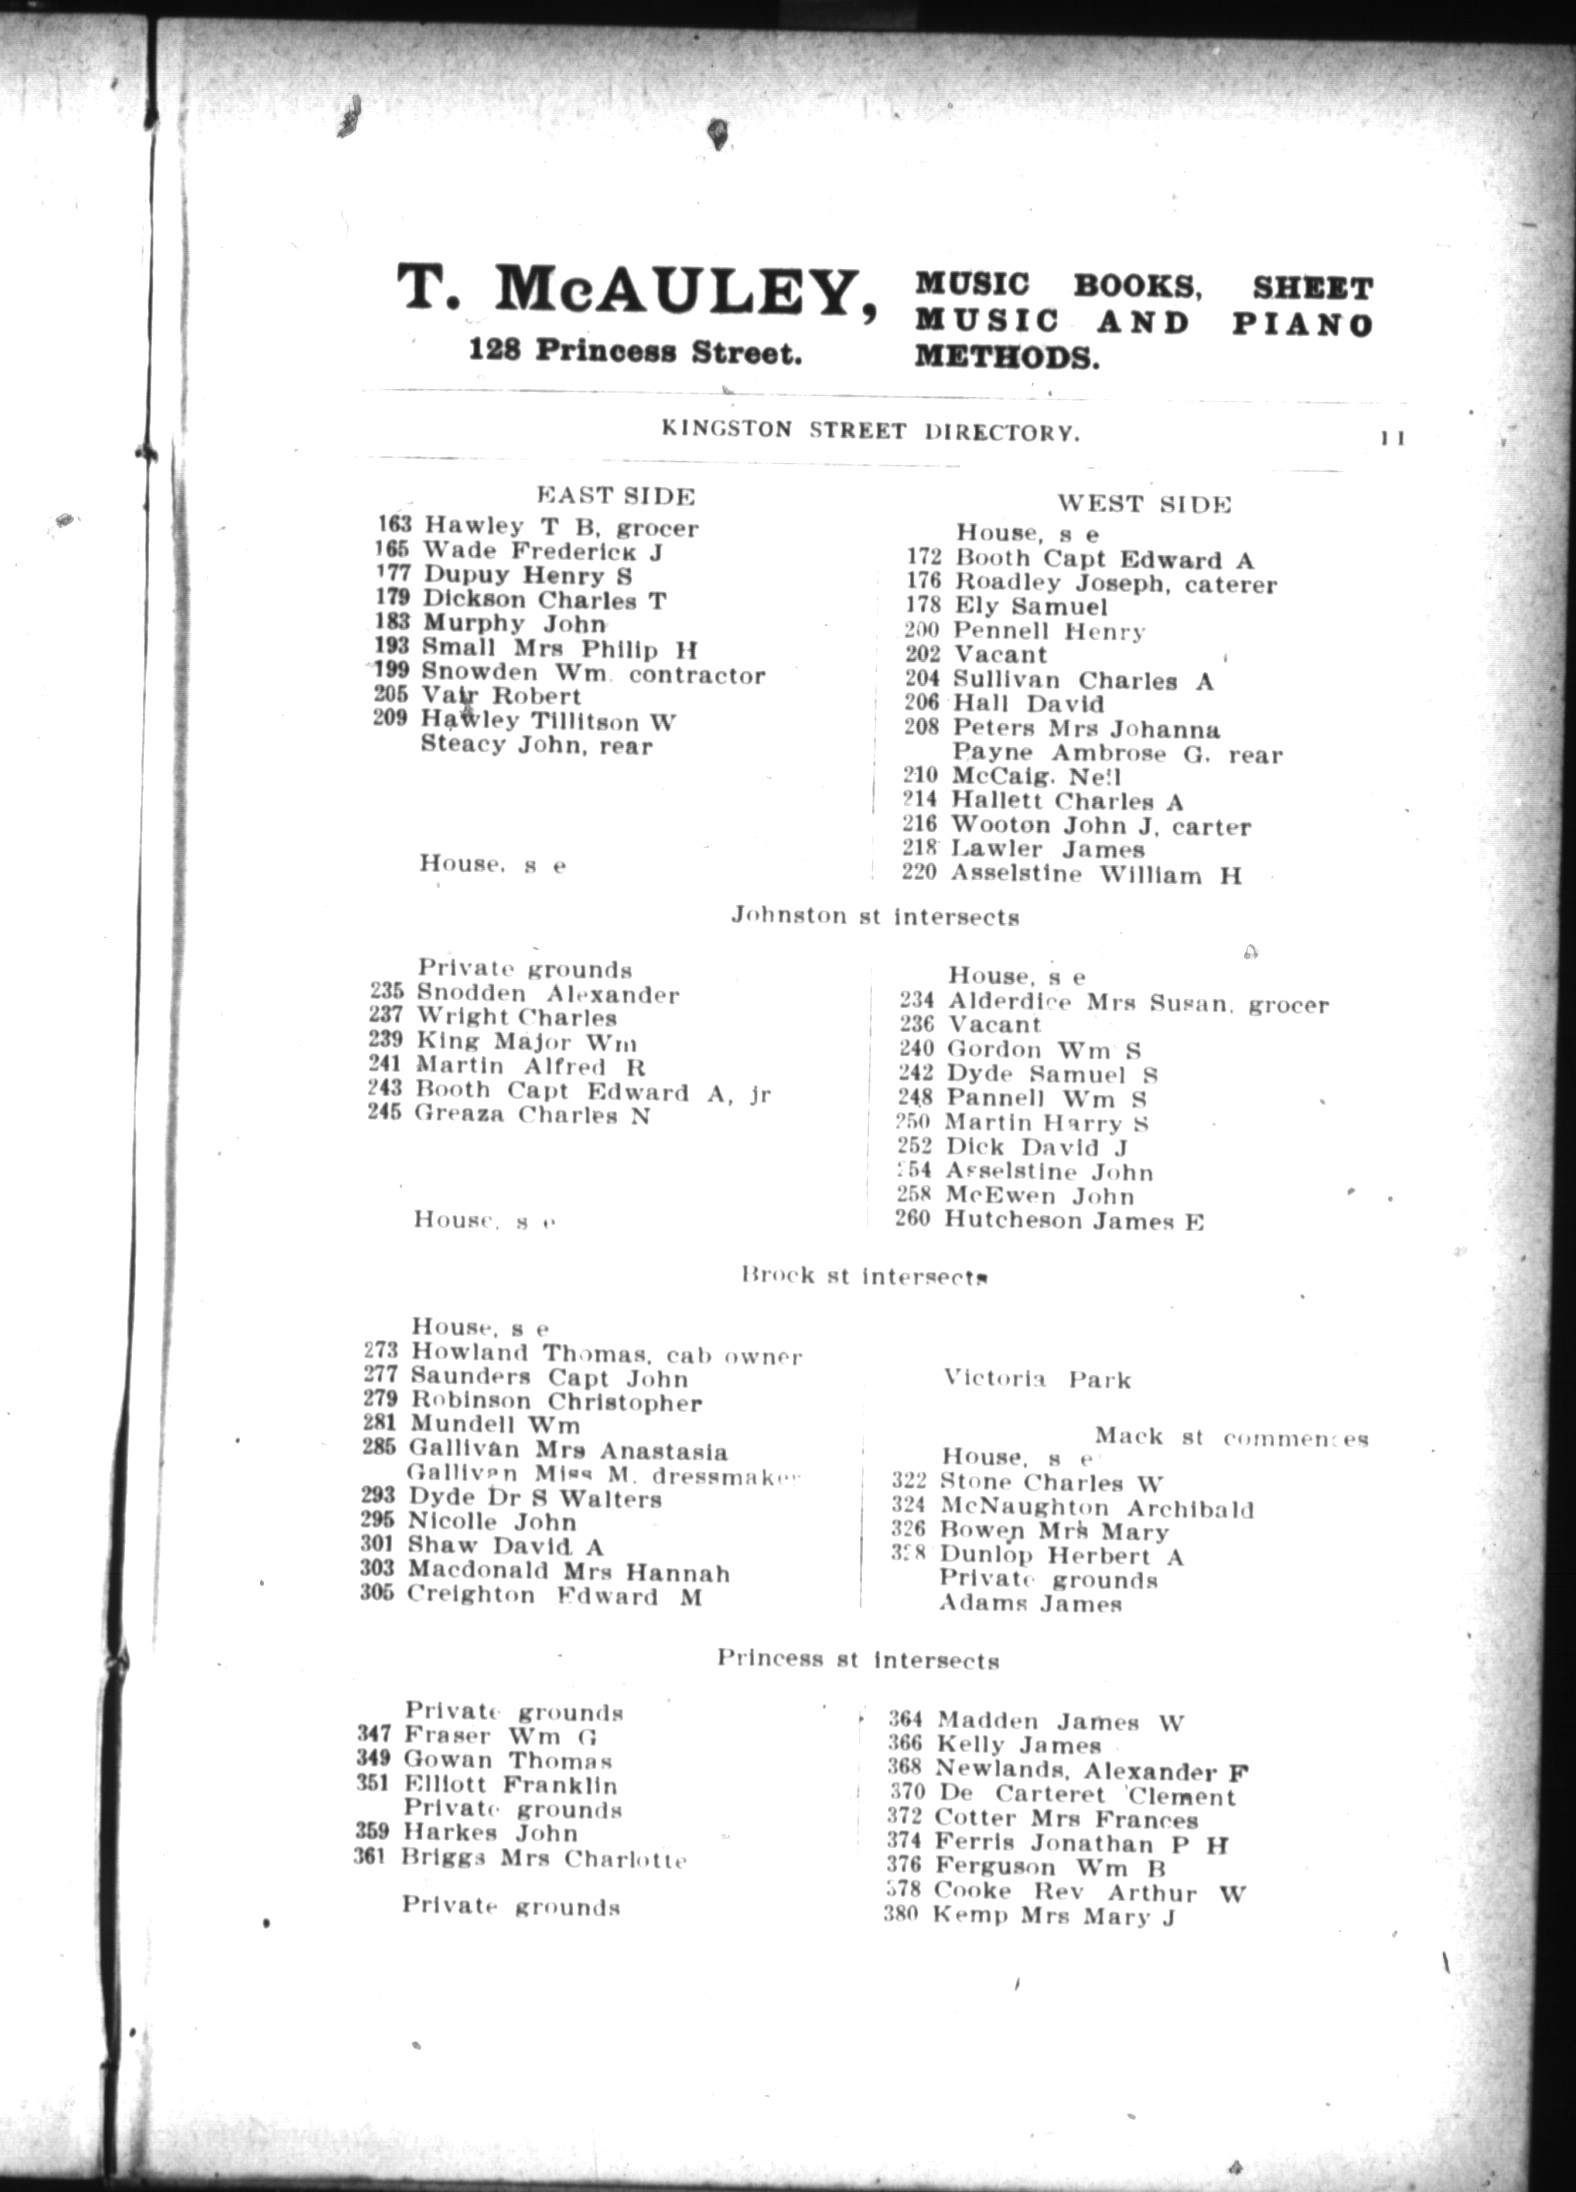 T. McAULEY,
128 Princess Street.
MUSIC BOOKS, SHEET
MUSIC AND PIANO
METHODS.
KINGSTON STREET DIRECTORY.
11
EAST SIDE
163 Hawley T B, grocer
165 Wade Frederick J
177 Dupuy Henry S
179 Dickson Charles T
183 Murphy John
193 Small Mrs Philip H
199 Snowden Wm. contractor
205 Vair Robert
209 Hawley Tillitson W
Steacy John, rear
House, s e
WEST SIDE
House, s e
172 Booth Capt Edward A
176 Roadley Joseph, caterer
178 Ely Samuel
200 Pennell Henry
202 Vacant
204 Sullivan Charles A
206 Hall David
208 Peters Mrs Johanna
Payne Ambrose G. rear
210 McCaig. Neil
214 Hallett Charles A
216 Wooton John J, carter
218 Lawler James
220 Asselstine William H
Johnston st intersects
Private grounds
235 Snodden Alexander
237 Wright Charles
239 King Major Wm
241 Martin Alfred R
243 Booth Capt Edward A, jr
245 Greaza Charles N
House, s e
House, s e
234 Alderdice Mrs Susan, grocer
236 Vacant
240 Gordon Wm S
242 Dyde Samuel S
248 Pannell Wm S
250 Martin Harry S
252 Dick David J
254 Asselstine John
258 McEwen John
260 Hutcheson James E
Brock st intersects
House, s e
273 Howland Thomas, cab owner
277 Saunders Capt John
279 Robinson Christopher
281 Mundell Wm
285 Gallivan Mrs Anastasia
Gallivan Miss M. dressmaker
293 Dyde Dr S Walters
295 Nicolle John
301 Shaw David A
303 Macdonald Mrs Hannah
305 Creighton Edward M
Victoria Park
Mack st commences
House, s e
322 Stone Charles W
324 McNaughton Archibald
326 Bowen Mrs Mary
328 Dunlop Herbert A
Private grounds
Adams James
Princess st intersects
Private grounds
347 Fraser Wm G
349 Gowan Thomas
351 Elliott Franklin
Private grounds
359 Harkes John
361 Briggs Mrs Charlotte
Private grounds
364 Madden James W
366 Kelly James
368 Newlands, Alexander F
370 De Carteret Clement
372 Cotter Mrs Frances
374 Ferris Jonathan P H
376 Ferguson Wm B
378 Cooke Rev Arthur W
380 Kemp Mrs Mary J